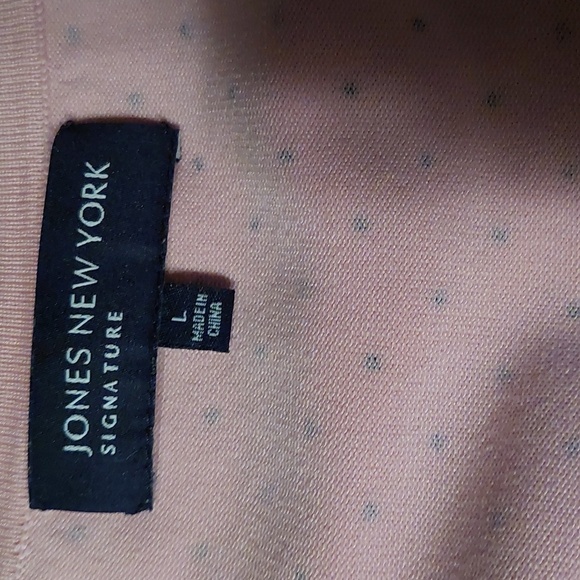 JONES NEW YORK
SIGNATURE
L
MADE IN
CHINA